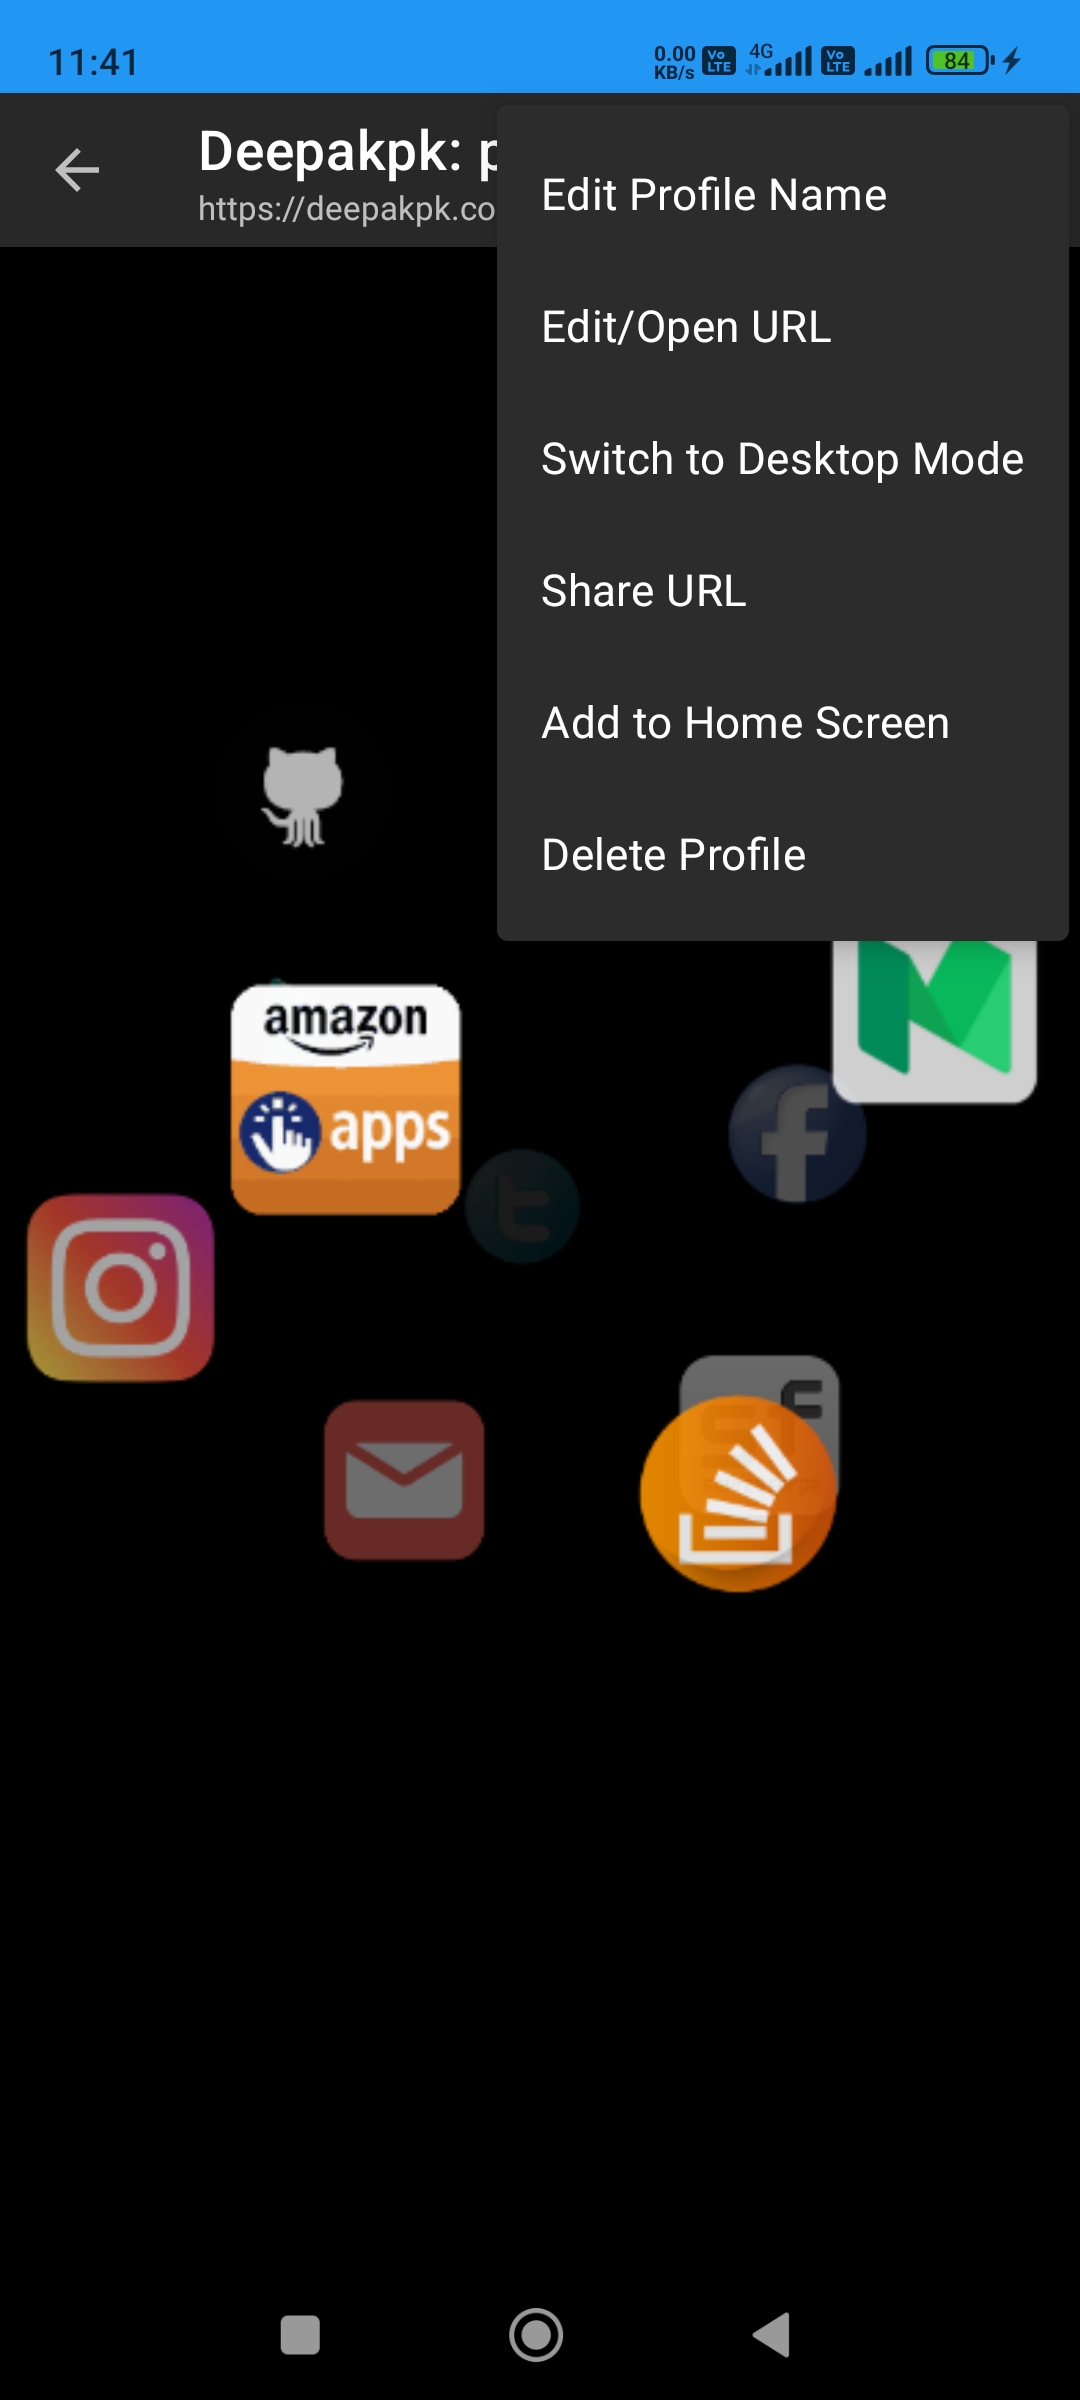 11:41
0.00
KB/s
Vo
LTE
4G
Vo
LTE
84
Deepakpk: p
https://deepakpk.co
Edit Profile Name
Edit/Open URL
Switch to Desktop Mode
Share URL
Add to Home Screen
Delete Profile
amazon
apps